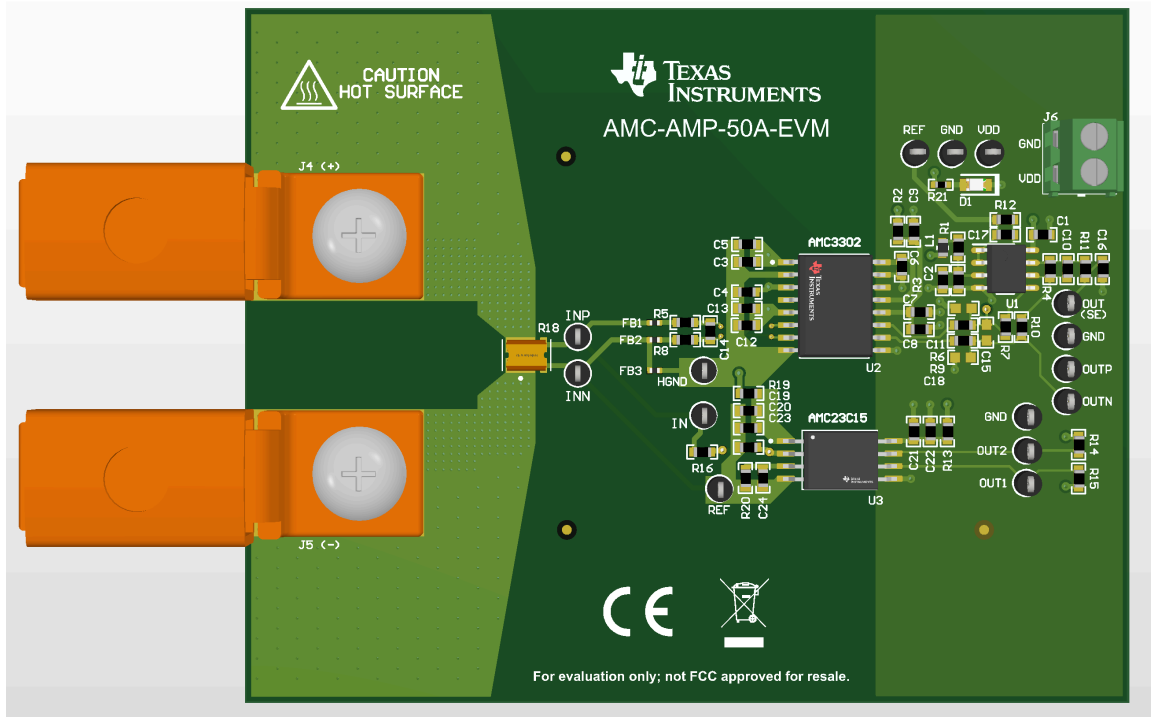 CAUTION
HOT SURFACE
TEXAS
INSTRUMENTS
AMC-AMP-50A-EVM
J4 (+)
J5 (-)
REF
GND
VDD
J6
GND
VDD
R21
D1
R2
C9
R12
L1
R1
C17
C1
C10
R11
C16
C5
C3
AMC3302
TEXAS
INSTRUMENTS
C6
C2
R3
U1
R4
OUT
(SE)
C4
C13
C12
C7
C8
C11
R6
R9
C18
C15
R7
R10
GND
OUTP
OUTN
R18
INP
INN
FB1
FB2
FB3
R5
R8
C14
HGND
U2
R19
C19
C20
C23
IN
AMC23C15
R16
REF
R20
C24
U3
C21
C22
R13
GND
OUT2
OUT1
R14
R15
CE
For evaluation only; not FCC approved for resale.